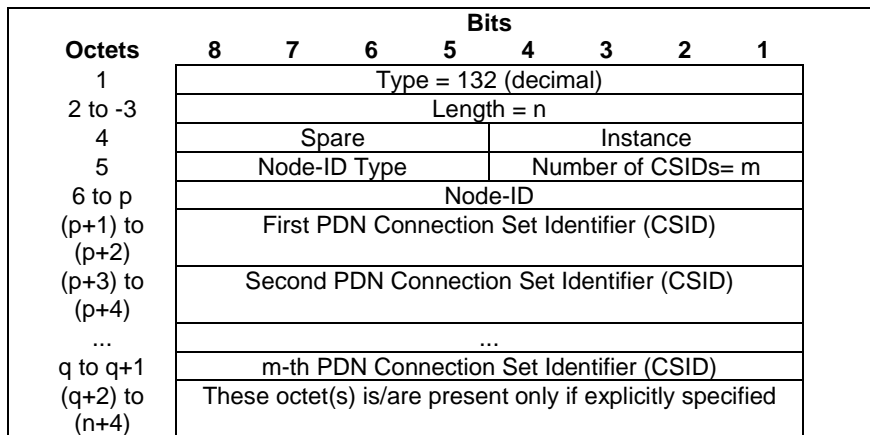 Bits
Octets 8 7 6 5 4 3 2 1
1 Type = 132 (decimal)
2 to -3 Length = n
4 Spare Instance
5 Node-ID Type Number of CSIDs= m
6 to p Node-ID
(p+1) to First PDN Connection Set Identifier (CSID)
(p+2)
(p+3) to Second PDN Connection Set Identifier (CSID)
(p+4)
... ...
q to q+1 m-th PDN Connection Set Identifier (CSID)
(q+2) to These octet(s) is/are present only if explicitly specified
(n+4)